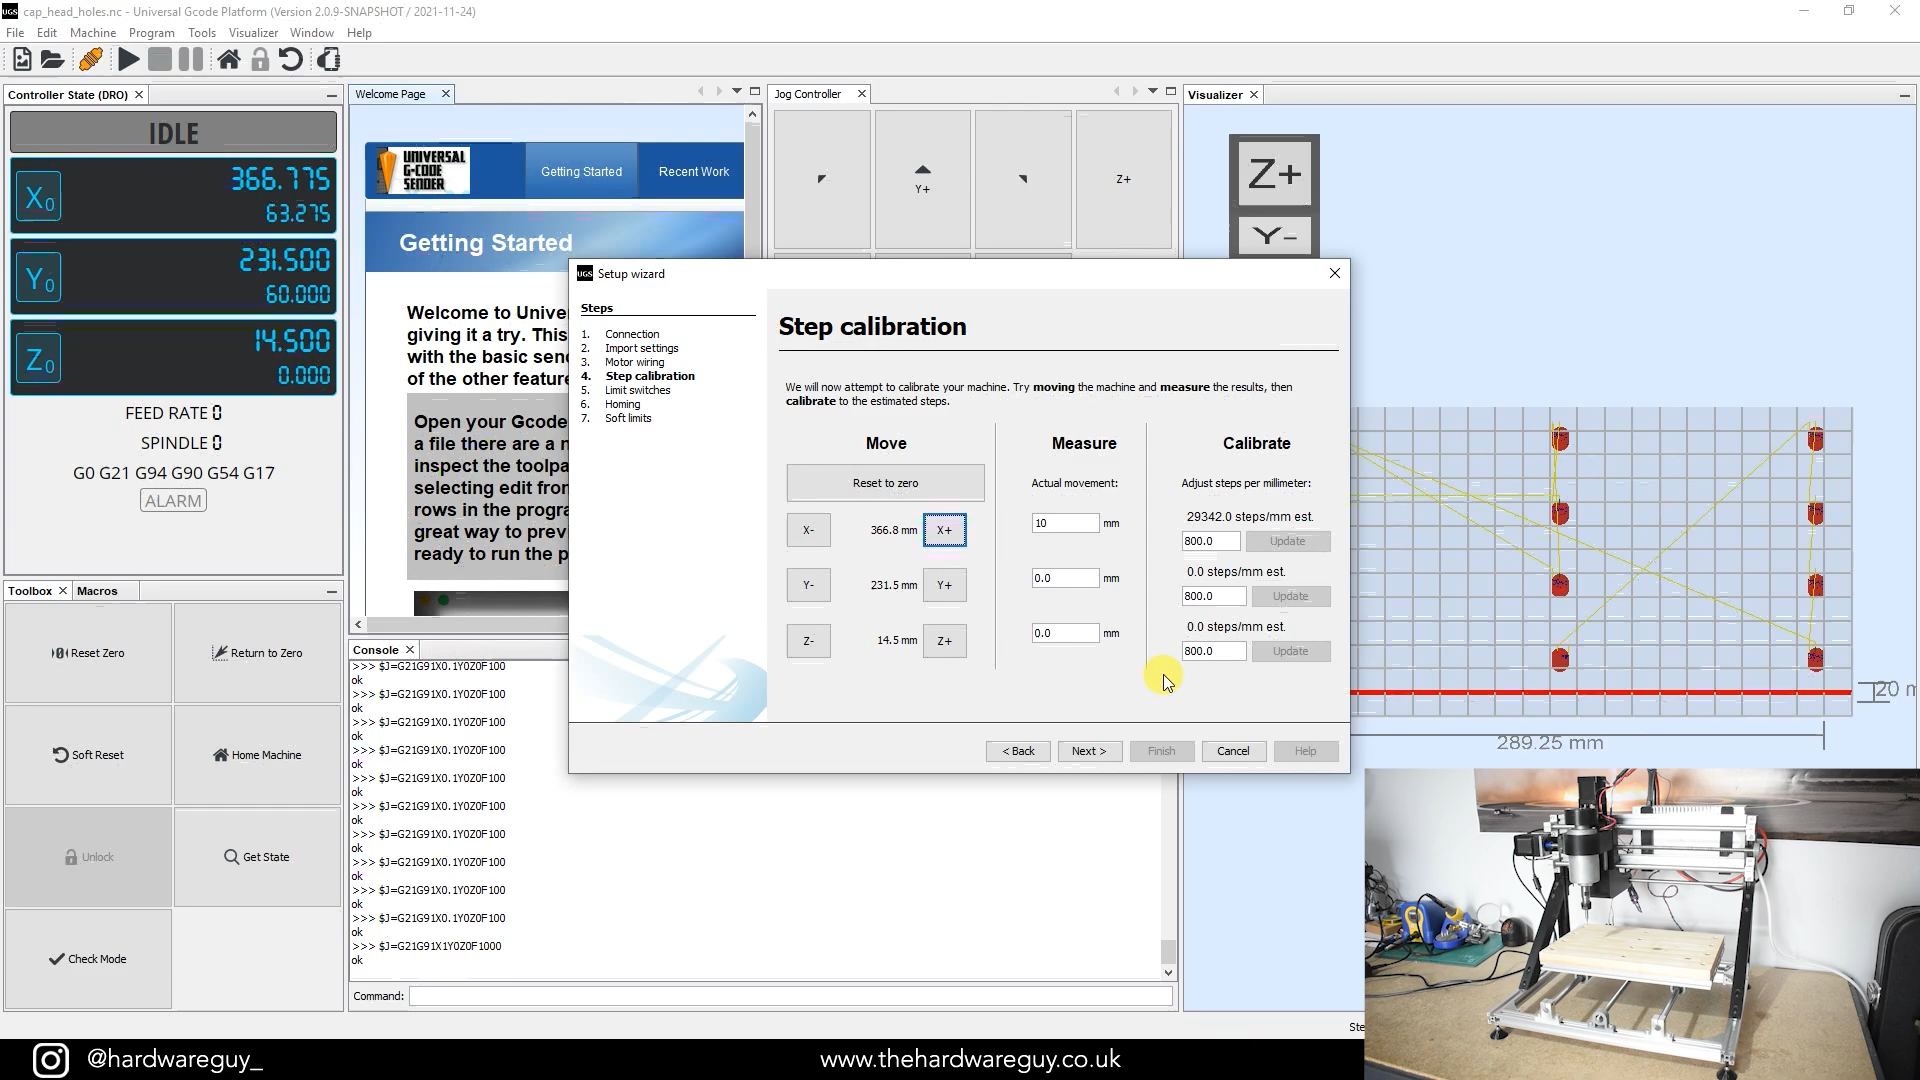 UGS cap_head_holes.nc - Universal Gcode Platform (Version 2.0.9-SNAPSHOT / 2021-11-24)
File Edit Machine Program Tools Visualizer Window Help
Controller State (DRO)
IDLE
X0 366.775
63.275
Y0 231.500
60.000
Z0 14.500
0.000
FEED RATE 0
SPINDLE 0
G0 G21 G94 G90 G54 G17
ALARM
Toolbox Macros
Reset Zero Return to Zero
Soft Reset Home Machine
Unlock Get State
Check Mode
Welcome Page
UNIVERSAL
G-CODE
SENDER
Getting Started Recent Work
Getting Started
Welcome to Unive
giving it a try. This
with the basic sen
of the other feature
Open your Gcode
a file there are a n
inspect the toolpa
selecting edit fron
rows in the progra
great way to previ
ready to run the p
Jog Controller
Y+ Z+
Visualizer
Z+
Y-
289.25 mm
20 m
UGS Setup wizard
Steps
1. Connection
2. Import settings
3. Motor wiring
4. Step calibration
5. Limit switches
6. Homing
7. Soft limits
Step calibration
We will now attempt to calibrate your machine. Try moving the machine and measure the results, then
calibrate to the estimated steps.
Move Measure Calibrate
Reset to zero Actual movement: Adjust steps per millimeter:
29342.0 steps/mm est.
X- 366.8 mm X+ 10 mm 800.0 Update
0.0 steps/mm est.
Y- 231.5 mm Y+ 0.0 mm 800.0 Update
0.0 steps/mm est.
Z- 14.5 mm Z+ 0.0 mm 800.0 Update
< Back Next > Finish Cancel Help
Console
>>> $J=G21G91X0.1Y0Z0F100
ok
>>> $J=G21G91X0.1Y0Z0F100
ok
>>> $J=G21G91X0.1Y0Z0F100
ok
>>> $J=G21G91X0.1Y0Z0F100
ok
>>> $J=G21G91X0.1Y0Z0F100
ok
>>> $J=G21G91X0.1Y0Z0F100
ok
>>> $J=G21G91X0.1Y0Z0F100
ok
>>> $J=G21G91X0.1Y0Z0F100
ok
>>> $J=G21G91X0.1Y0Z0F100
ok
>>> $J=G21G91X0.1Y0Z0F100
ok
>>> $J=G21G91X1Y0Z0F1000
ok
Command:
Ste
@hardwareguy_ www.thehardwareguy.co.uk